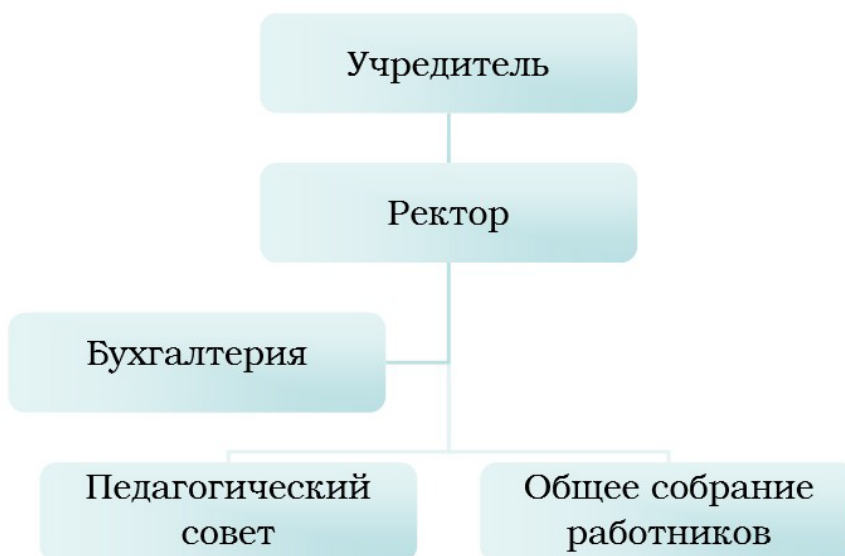 Учредитель
Ректор
Бухгалтерия
Педагогический
совет
Общее собрание
работников